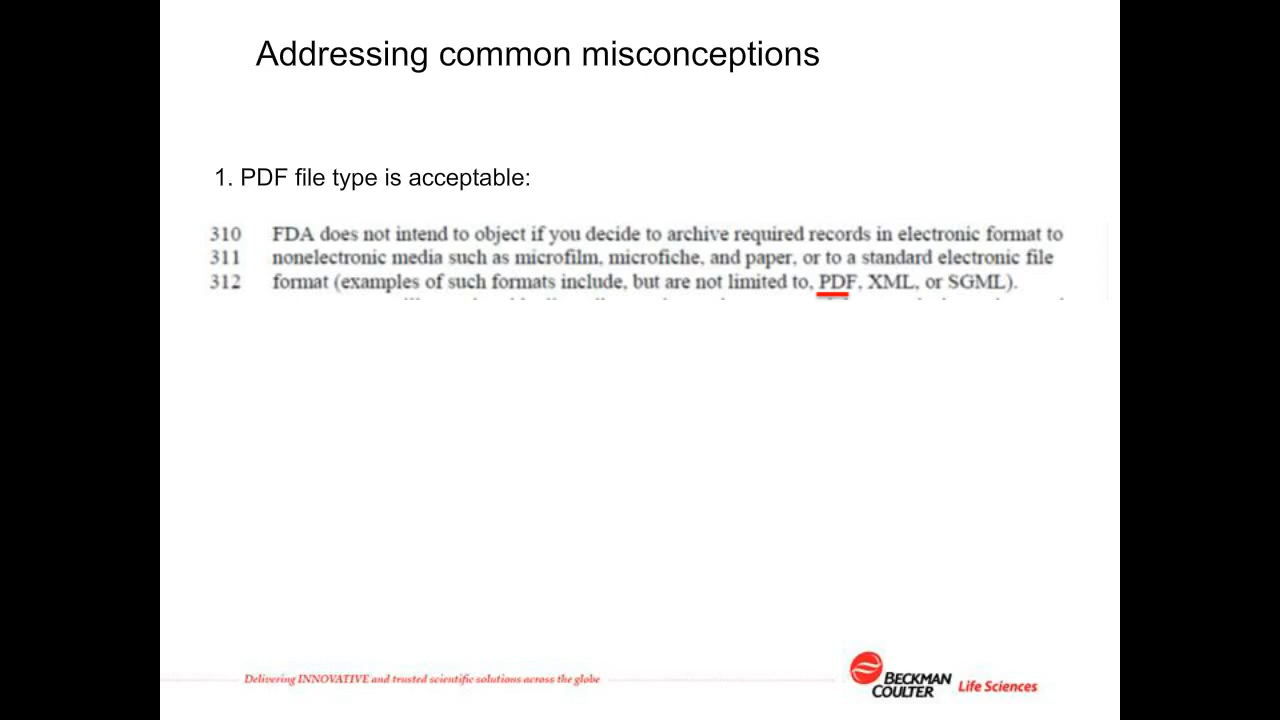 Addressing common misconceptions
1. PDF file type is acceptable:
310 FDA does not intend to object if you decide to archive required records in electronic format to
311 nonelectronic media such as microfilm, microfiche, and paper, or to a standard electronic file
312 format (examples of such formats include, but are not limited to, PDF, XML, or SGML).
Delivering INNOVATIVE and trusted scientific solutions across the globe
BECKMAN
COULTER Life Sciences